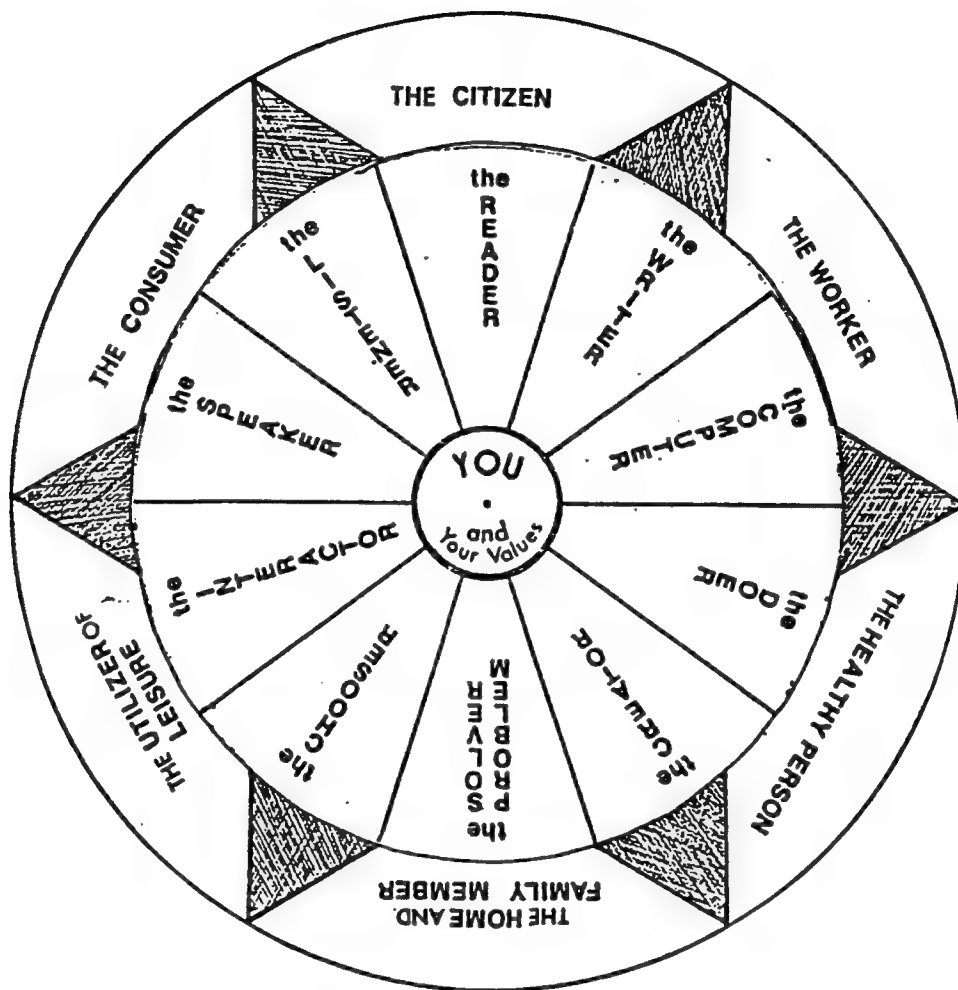 THE CITIZEN
THE WORKER
THE HEALTHY PERSON
THE HOME AND
FAMILY MEMBER
THE UTILIZER OF
LEISURE
THE CONSUMER
the READER
the WRITER
the COMPUTER
the DOER
the CREATOR
the PROBLEM
SOLVER
the CHOOSER
the INTERACTOR
the SPEAKER
the LISTENER
YOU
and
Your Values